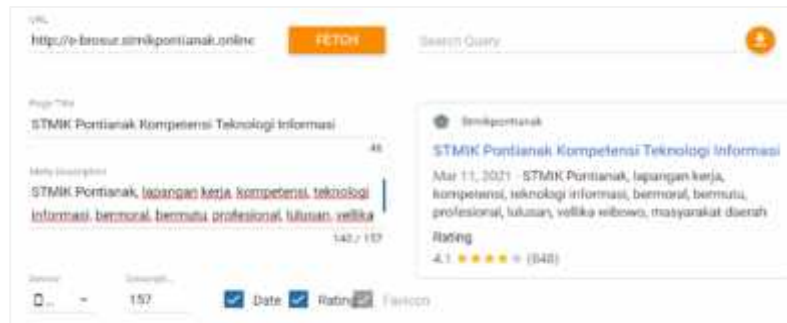 URL
http://e-brosur.stmikpontianak.online
FETCH
Search Query
Page Title
STMIK Pontianak Kompetensi Teknologi Informasi
46
Meta Description
STMIK Pontianak, lapangan kerja, kompetensi, teknologi
informasi, bermoral, bermutu, profesional, lulusan, vellika
140 / 157
157
Date
Rating
Favicon
Stmikpontianak
STMIK Pontianak Kompetensi Teknologi Informasi
Mar 11, 2021 - STMIK Pontianak, lapangan kerja,
kompetensi, teknologi informasi, bermoral, bermutu,
profesional, lulusan, vellika wibowo, masyarakat daerah
Rating
4.1 (848)